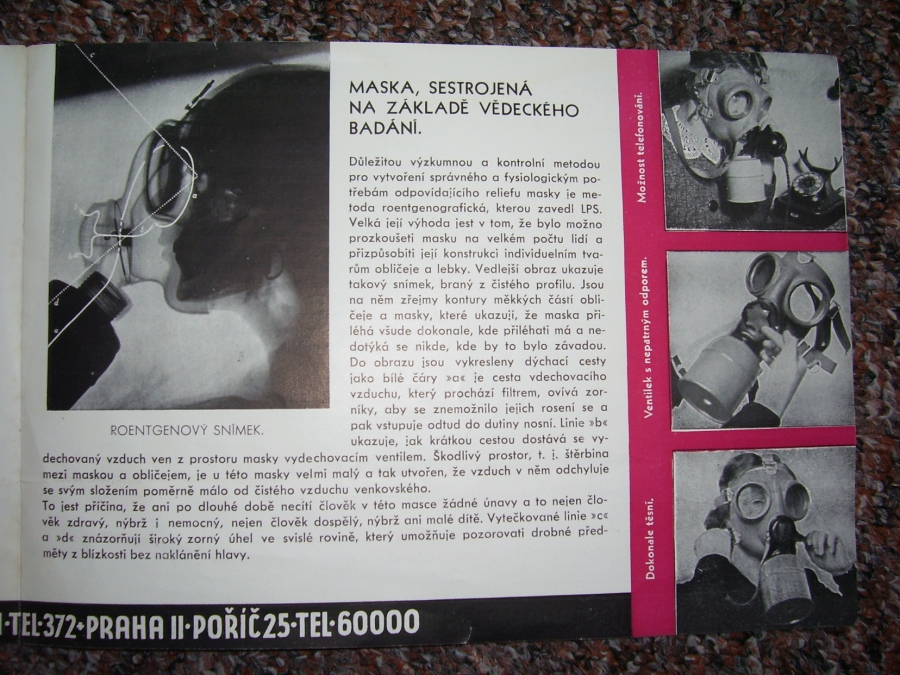 MASKA, SESTROJENÁ
NA ZÁKLADĚ VĚDECKÉHO
BADÁNÍ.
Důležitou výzkumnou a kontrolní metodou
pro vytvoření správného a fysiologickým po-
třebám odpovídajícího reliefu masky je me-
toda roentgenografická, kterou zavedl LPS.
Velká její výhoda jest v tom, že bylo možno
prozkoušeti masku na velkém počtu lidí a
přizpůsobiti její konstrukci individuelním tva-
rům obličeje a lebky. Vedlejší obraz ukazuje
takový snímek, braný z čistého profilu. Jsou
na něm zřejmy kontury měkkých částí obli-
čeje a masky, které ukazují, že maska při-
léhá všude dokonale, kde přiléhati má a ne-
dotýká se nikde, kde by to bylo závadou.
Do obrazu jsou vykresleny dýchací cesty
jako bílé čáry »a« je cesta vdechovacího
vzduchu, který prochází filtrem, ovívá zor-
níky, aby se znemožnilo jejich rosení se a
pak vstupuje odtud do dutiny nosní. Linie »b«
ukazuje, jak krátkou cestou dostává se vy-
dechovaný vzduch ven z prostoru masky vydechovacím ventilem. Škodlivý prostor, t. j. štěrbina
mezi maskou a obličejem, je u této masky velmi malý a tak utvořen, že vzduch v něm odchyluje
se svým složením poměrně málo od čistého vzduchu venkovského.
To jest příčina, že ani po dlouhé době necítí člověk v této masce žádné únavy a to nejen člo-
věk zdravý, nýbrž i nemocný, nejen člověk dospělý, nýbrž ani malé dítě. Vytečkované linie »c«
a »d« znázorňují široký zorný úhel ve svislé rovině, který umožňuje pozorovati drobné před-
měty z blízkosti bez naklánění hlavy.
ROENTGENOVÝ SNÍMEK.
Možnost telefonování.
Ventilek s nepatrným odporem.
Dokonale těsní.
TEL·372·PRAHA II·POŘÍČ 25·TEL·60000